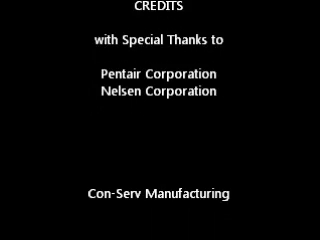 CREDITS
with Special Thanks to
Pentair Corporation
Nelsen Corporation
Con-Serv Manufacturing